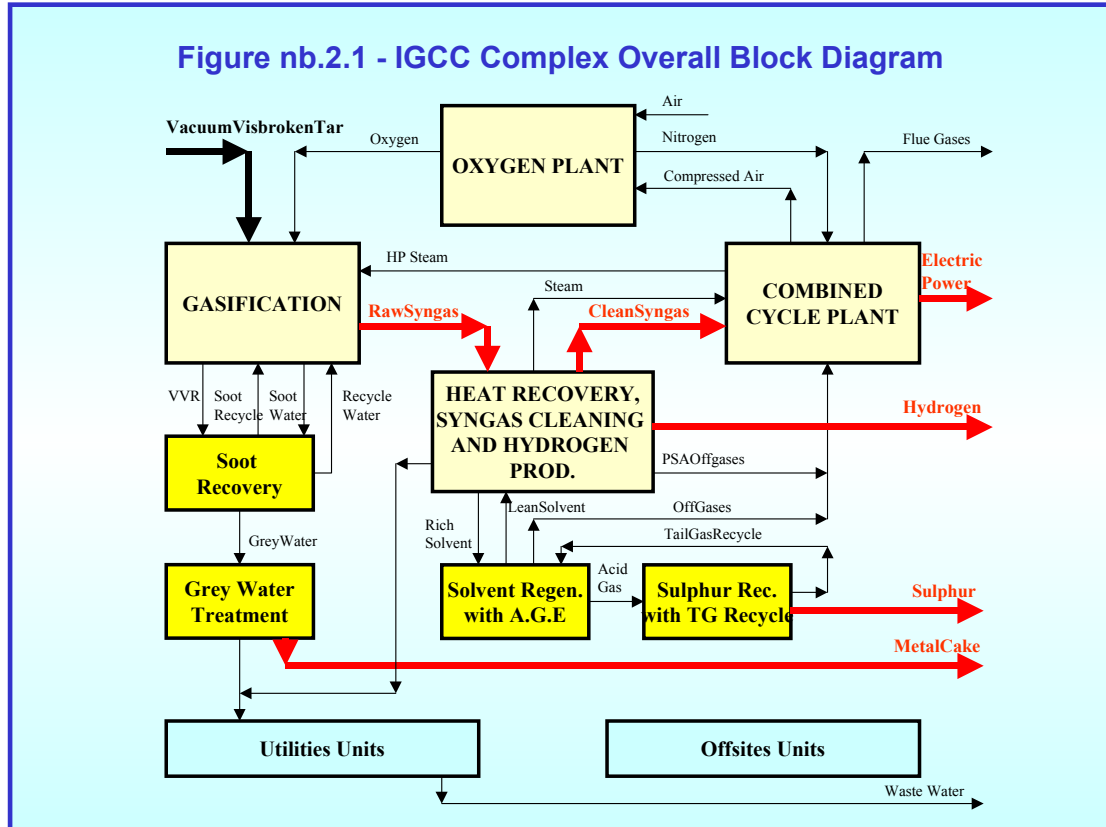 Figure nb.2.1 - IGCC Complex Overall Block Diagram
Air
VacuumVisbrokenTar
Oxygen
OXYGEN PLANT
Nitrogen
Flue Gases
Compressed Air
HP Steam
Electric
Power
GASIFICATION
Steam
COMBINED
CYCLE PLANT
RawSyngas
CleanSyngas
VVR
Soot
Recycle
Soot
Water
Recycle
Water
HEAT RECOVERY,
SYNGAS CLEANING
AND HYDROGEN
PROD.
Hydrogen
Soot
Recovery
PSAOffgases
LeanSolvent
OffGases
Rich
Solvent
TailGasRecycle
GreyWater
Grey Water
Treatment
Solvent Regen.
with A.G.E
Acid
Gas
Sulphur Rec.
with TG Recycle
Sulphur
MetalCake
Utilities Units
Offsites Units
Waste Water